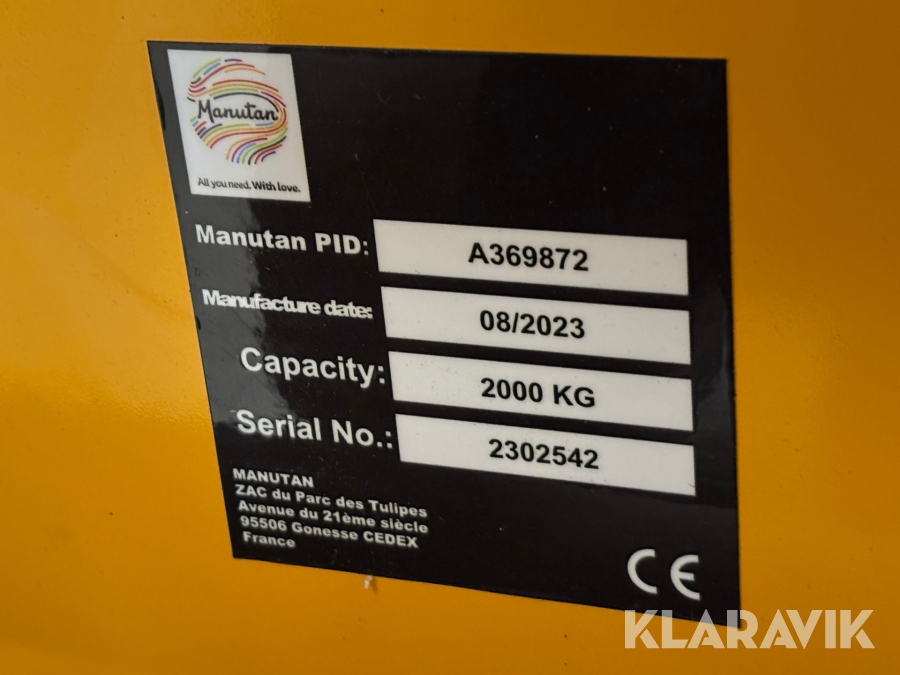 Manutan
All you need. With love.
Manutan PID: A369872
Manufacture date: 08/2023
Capacity: 2000 KG
Serial No.: 2302542
MANUTAN
ZAC du Parc des Tulipes
Avenue du 21ème siècle
95506 Gonesse CEDEX
France
CE
KLARAVIK